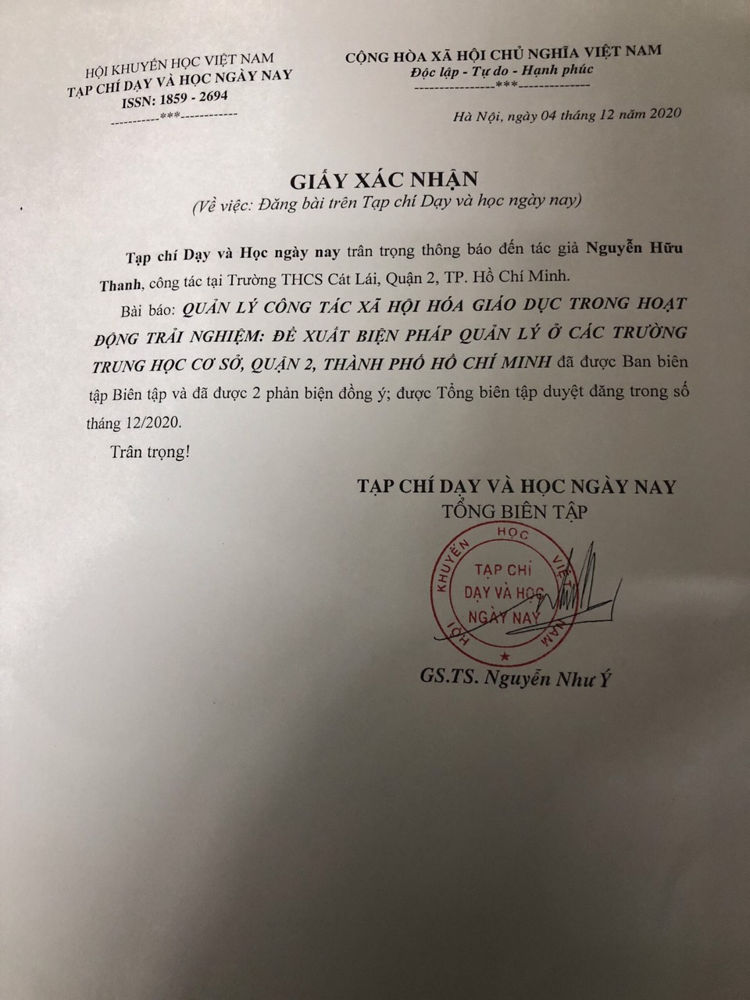 HỘI KHUYẾN HỌC VIỆT NAM
TẠP CHÍ DẠY VÀ HỌC NGÀY NAY
ISSN: 1859 - 2694
-----------***------------
CỘNG HÒA XÃ HỘI CHỦ NGHĨA VIỆT NAM
Độc lập - Tự do - Hạnh phúc
----------------***--------------
Hà Nội, ngày 04 tháng 12 năm 2020
GIẤY XÁC NHẬN
(Về việc: Đăng bài trên Tạp chí Dạy và học ngày nay)
Tạp chí Dạy và Học ngày nay trân trọng thông báo đến tác giả Nguyễn Hữu
Thanh, công tác tại Trường THCS Cát Lái, Quận 2, TP. Hồ Chí Minh.
Bài báo: QUẢN LÝ CÔNG TÁC XÃ HỘI HÓA GIÁO DỤC TRONG HOẠT
ĐỘNG TRẢI NGHIỆM: ĐỀ XUẤT BIỆN PHÁP QUẢN LÝ Ở CÁC TRƯỜNG
TRUNG HỌC CƠ SỞ, QUẬN 2, THÀNH PHỐ HỒ CHÍ MINH đã được Ban biên
tập Biên tập và đã được 2 phản biện đồng ý; được Tổng biên tập duyệt đăng trong số
tháng 12/2020.
Trân trọng!
TẠP CHÍ DẠY VÀ HỌC NGÀY NAY
TỔNG BIÊN TẬP
HỘI KHUYẾN HỌC VIỆT NAM
TẠP CHÍ
DẠY VÀ HỌC
NGÀY NAY
GS.TS. Nguyễn Như Ý